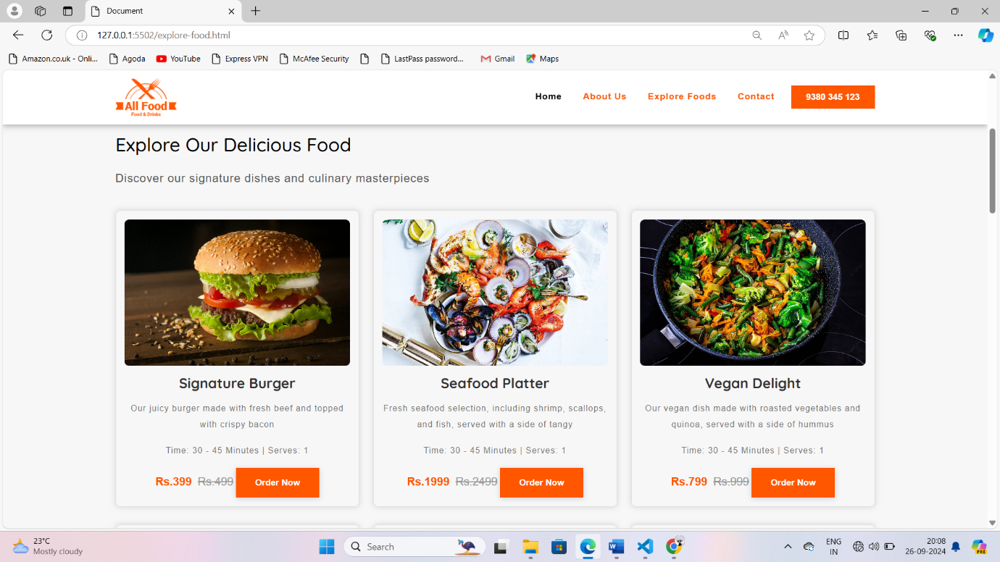 Document
127.0.0.1:5502/explore-food.html
Amazon.co.uk - Onli...
Agoda
YouTube
Express VPN
McAfee Security
LastPass password...
Gmail
Maps
All Food
Food & Drinks
Home
About Us
Explore Foods
Contact
9380 345 123
Explore Our Delicious Food
Discover our signature dishes and culinary masterpieces
Signature Burger
Our juicy burger made with fresh beef and topped
with crispy bacon
Time: 30 - 45 Minutes | Serves: 1
Rs.399 Rs.499 Order Now
Seafood Platter
Fresh seafood selection, including shrimp, scallops,
and fish, served with a side of tangy
Time: 30 - 45 Minutes | Serves: 1
Rs.1999 Rs.2499 Order Now
Vegan Delight
Our vegan dish made with roasted vegetables and
quinoa, served with a side of hummus
Time: 30 - 45 Minutes | Serves: 1
Rs.799 Rs.999 Order Now
23°C
Mostly cloudy
Search
ENG
IN
20:08
26-09-2024
PRE